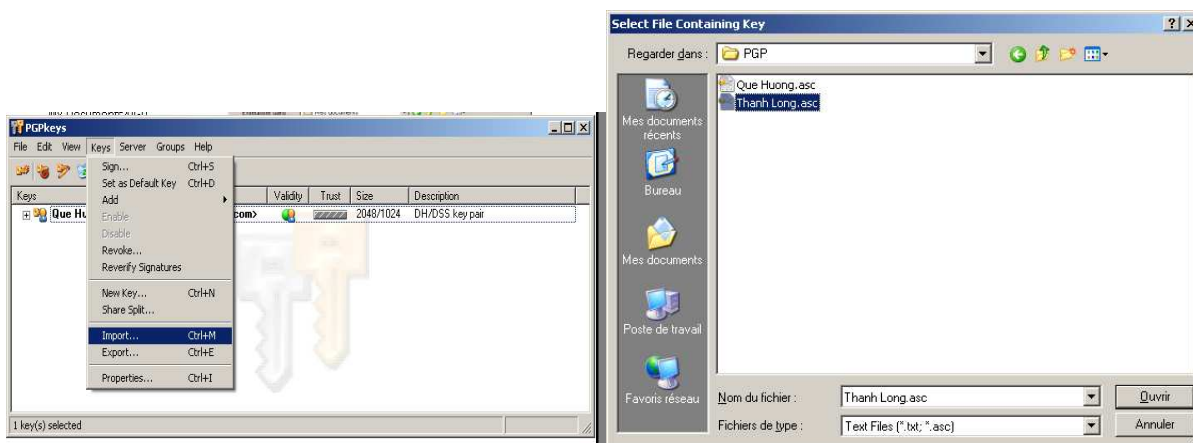 PGPkeys
File Edit View Keys Server Groups Help
Keys Validity Trust Size Description
Que Hu com> 2048/1024 DH/DSS key pair
Sign... Ctrl+S
Set as Default Key Ctrl+D
Add
Enable
Disable
Revoke...
Reverify Signatures
New Key... Ctrl+N
Share Split...
Import... Ctrl+M
Export... Ctrl+E
Properties... Ctrl+I
1 key(s) selected
Select File Containing Key
Regarder dans : PGP
Mes documents récents
Bureau
Mes documents
Poste de travail
Favoris réseau
Que Huong.asc
Thanh Long.asc
Nom du fichier : Thanh Long.asc Ouvrir
Fichiers de type : Text Files (*.txt; *.asc) Annuler